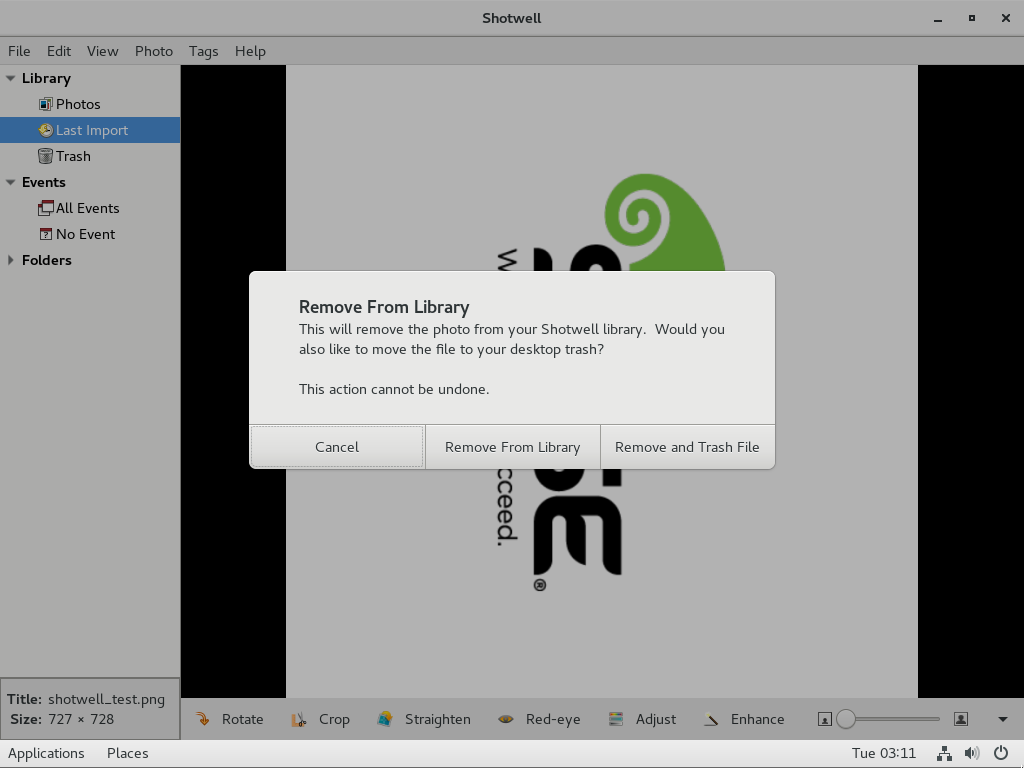 Shotwell
File Edit View Photo Tags Help
Library
Photos
Last Import
Trash
Events
All Events
No Event
Folders
Remove From Library
This will remove the photo from your Shotwell library.  Would you
also like to move the file to your desktop trash?
This action cannot be undone.
Cancel Remove From Library Remove and Trash File
cceed.
®
Title: shotwell_test.png
Size: 727 × 728
Rotate Crop Straighten Red-eye Adjust Enhance
Applications Places Tue 03:11